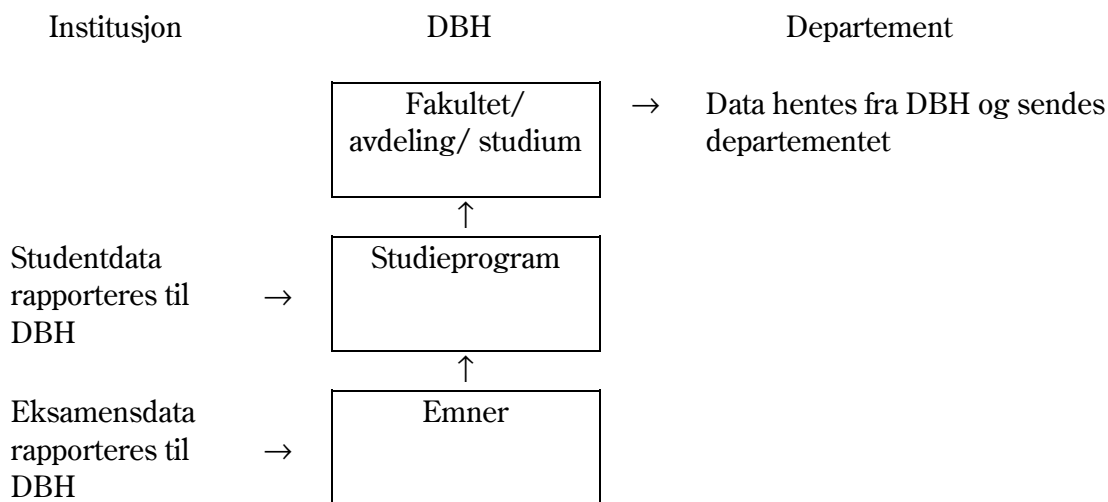 Institusjon DBH Departement
Fakultet/ → Data hentes fra DBH og sendes
avdeling/ studium departementet
↑
Studentdata Studieprogram
rapporteres til →
DBH
↑
Eksamensdata Emner
rapporteres til →
DBH